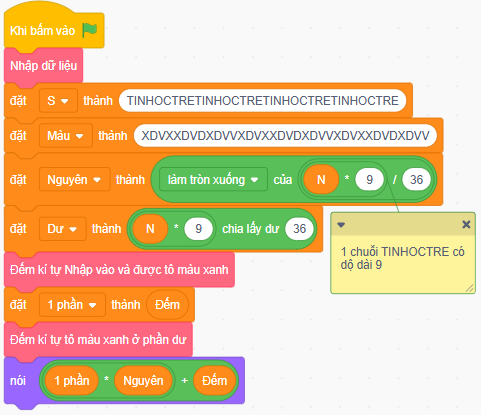 Khi bấm vào
Nhập dữ liệu
đặt S thành TINHOCTRETINHOCTRETINHOCTRETINHOCTRE
đặt Màu thành XDVXXDVDXDVVXDVXXDVDXDVVXDVXXDVDXDVV
đặt Nguyên thành làm tròn xuống của N * 9 / 36
đặt Dư thành N * 9 chia lấy dư 36
1 chuỗi TINHOCTRE có
dộ dài 9
Đếm kí tự Nhập vào và được tô màu xanh
đặt 1 phần thành Đếm
Đếm kí tự tô màu xanh ở phần dư
nói 1 phần * Nguyên + Đếm